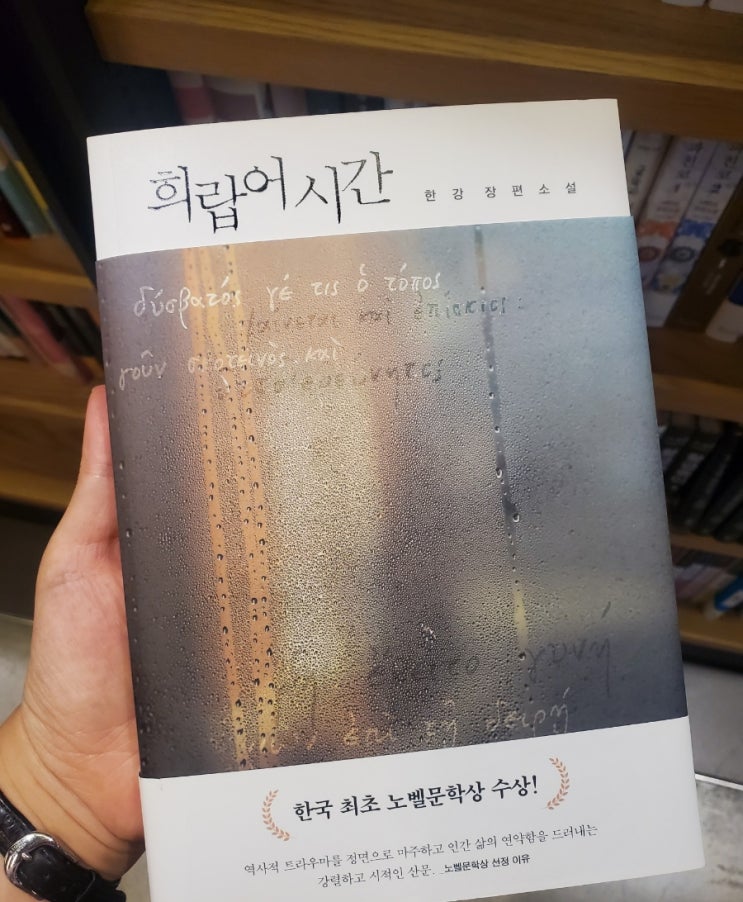 희랍어 시간
한 강 장 편 소 설
δύσβατός γέ τις ὁ τόπος
φαίνεται καὶ ἐπίσκιος·
γοῦν σκοτεινὸς καὶ
γυνή
ἐπὶ τῇ δειρῇ
한국 최초 노벨문학상 수상!
역사적 트라우마를 정면으로 마주하고 인간 삶의 연약함을 드러내는
강렬하고 시적인 산문. _노벨문학상 선정 이유